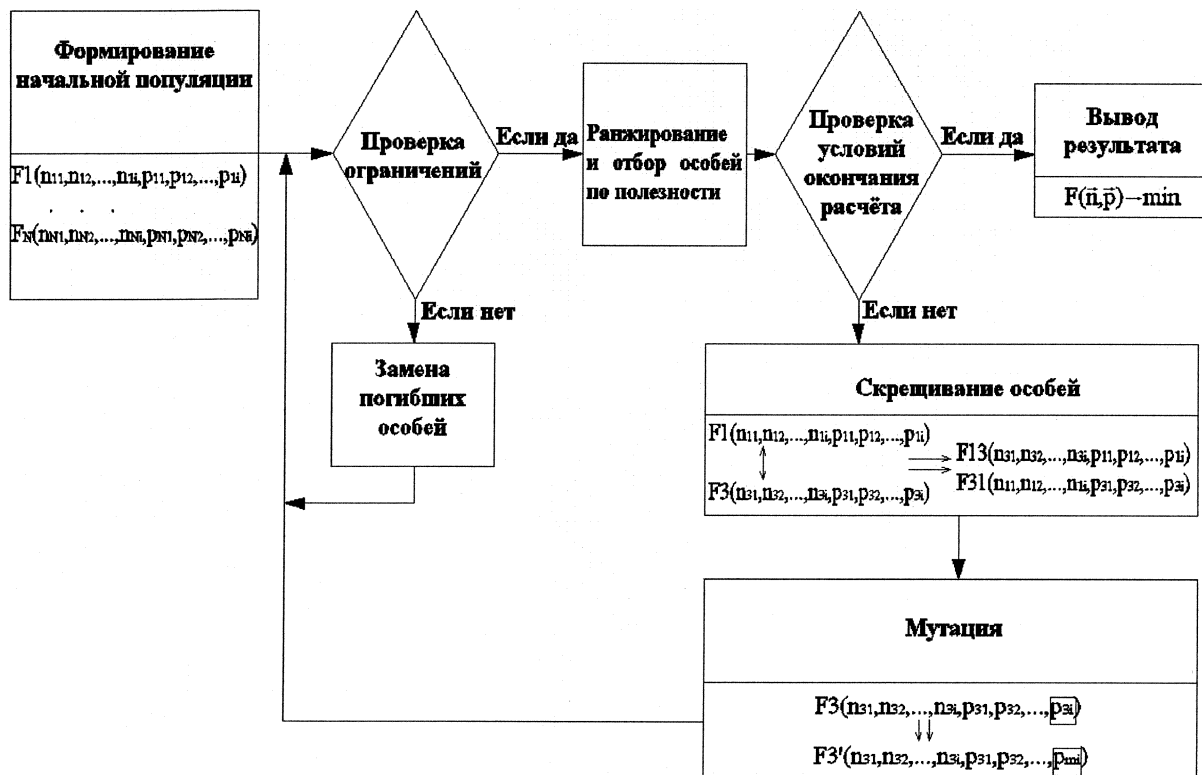 Формирование
начальной популяции
F1(n11,n12,...,n1i,p11,p12,...,p1i)
. . .
FN(nN1,nN2,...,nNi,pN1,pN2,...,pNi)
Проверка
ограничений
Если да
Если нет
Замена
погибших
особей
Ранжирование
и отбор особей
по полезности
Проверка
условий
окончания
расчёта
Если да
Если нет
Вывод
результата
F(n⃗,p⃗)→min
Скрещивание особей
F1(n11,n12,...,n1i,p11,p12,...,p1i)
F3(n31,n32,...,n3i,p31,p32,...,p3i)
F13(n31,n32,...,n3i,p11,p12,...,p1i)
F31(n11,n12,...,n1i,p31,p32,...,p3i)
Мутация
F3(n31,n32,...,n3i,p31,p32,...,p3i)
F3'(n31,n32,...,n3i,p31,p32,...,pmi)